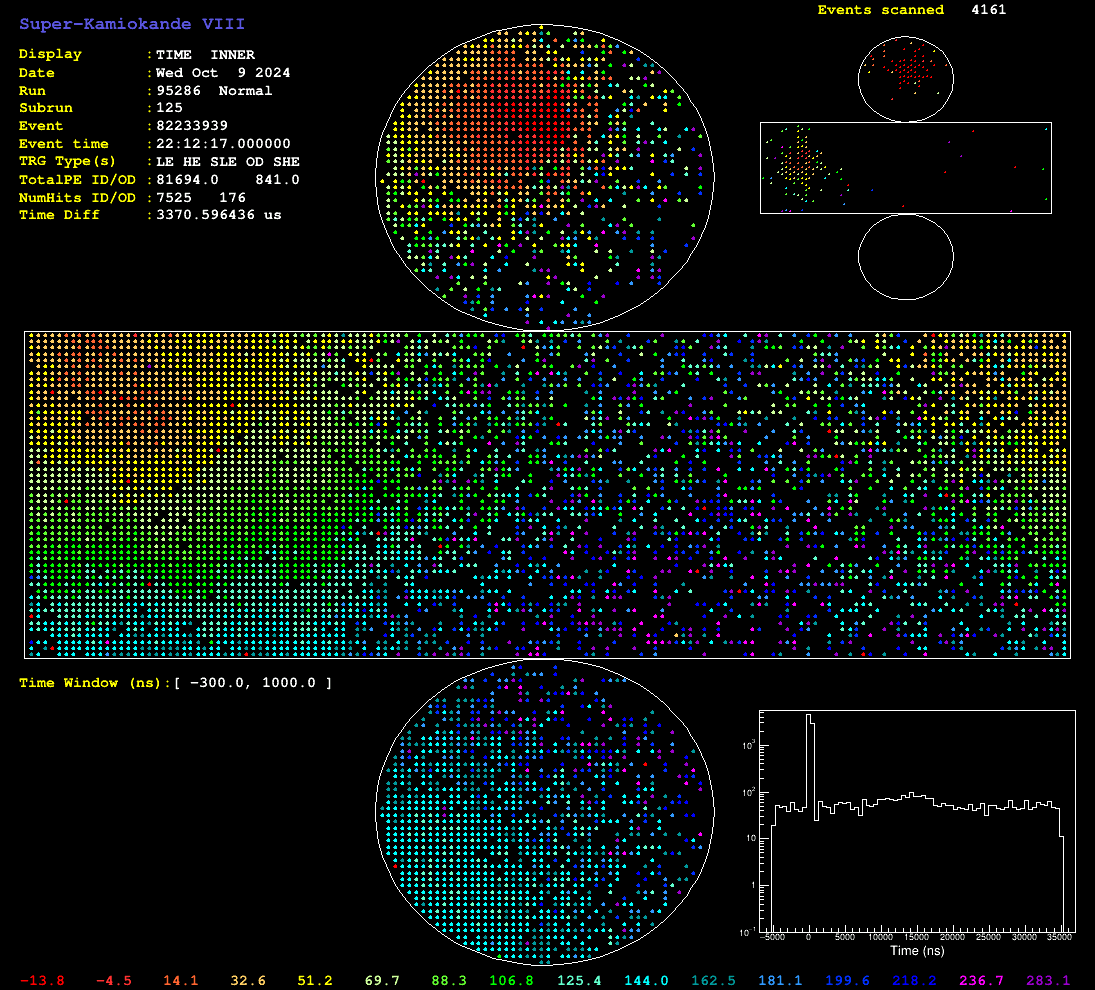 Super-Kamiokande VIII
Events scanned 4161
Display :TIME INNER
Date :Wed Oct 9 2024
Run :95286 Normal
Subrun :125
Event :82233939
Event time :22:12:17.000000
TRG Type(s) :LE HE SLE OD SHE
TotalPE ID/OD :81694.0 841.0
NumHits ID/OD :7525 176
Time Diff :3370.596436 us
Time Window (ns):[ -300.0, 1000.0 ]
10^3
10^2
10
1
10^-1
-5000 0 5000 10000 15000 20000 25000 30000 35000
Time (ns)
-13.8 -4.5 14.1 32.6 51.2 69.7 88.3 106.8 125.4 144.0 162.5 181.1 199.6 218.2 236.7 283.1